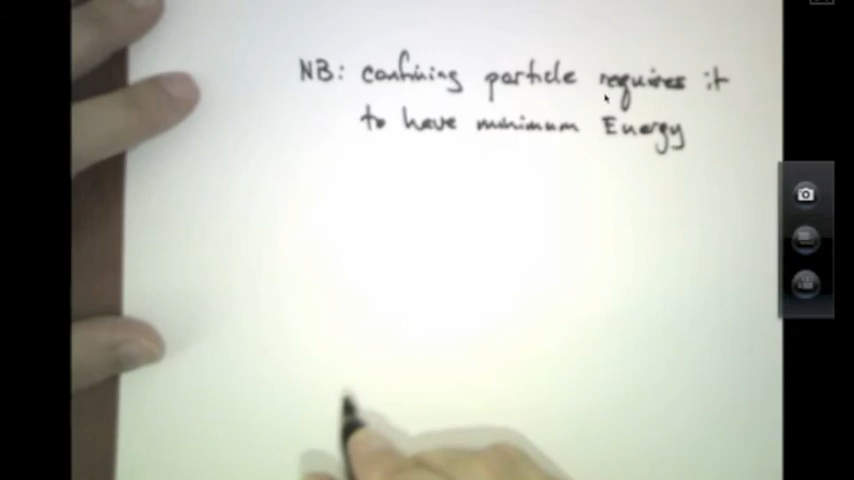 NB: confining particle requires it
to have minimum Energy